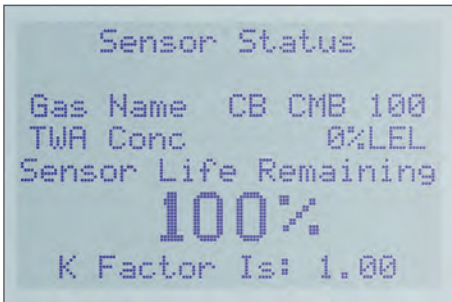 Sensor Status
Gas Name CB CMB 100
TWA Conc 0%LEL
Sensor Life Remaining
100%
K Factor Is: 1.00